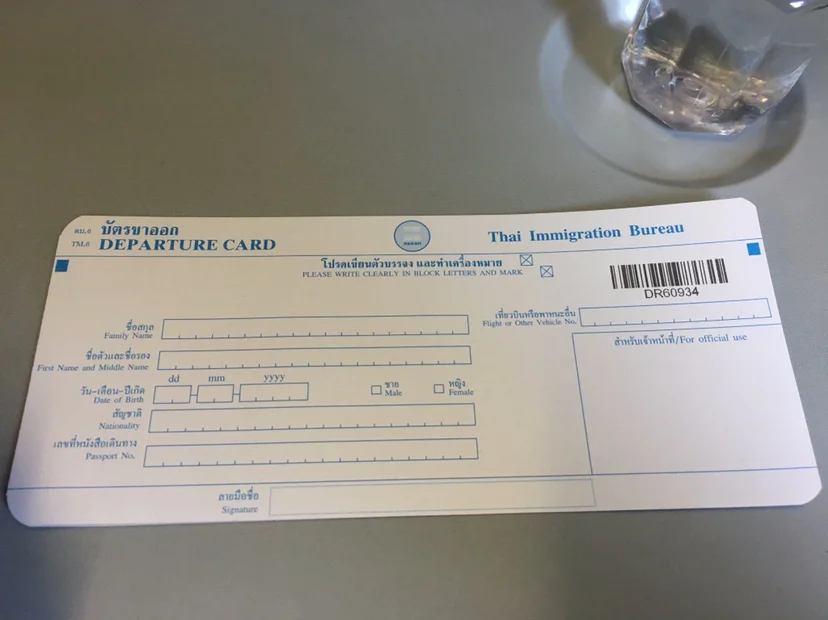 ตม.6 บัตรขาออก
TM.6 DEPARTURE CARD
Thai Immigration Bureau
โปรดเขียนตัวบรรจง และทำเครื่องหมาย ☒
PLEASE WRITE CLEARLY IN BLOCK LETTERS AND MARK ☒
DR60934
ชื่อสกุล
Family Name
เที่ยวบินหรือพาหนะอื่น
Flight or Other Vehicle No.
ชื่อตัวและชื่อรอง
First Name and Middle Name
สำหรับเจ้าหน้าที่/For official use
dd mm yyyy
วัน-เดือน-ปีเกิด
Date of Birth
ชาย
Male
หญิง
Female
สัญชาติ
Nationality
เลขที่หนังสือเดินทาง
Passport No.
ลายมือชื่อ
Signature